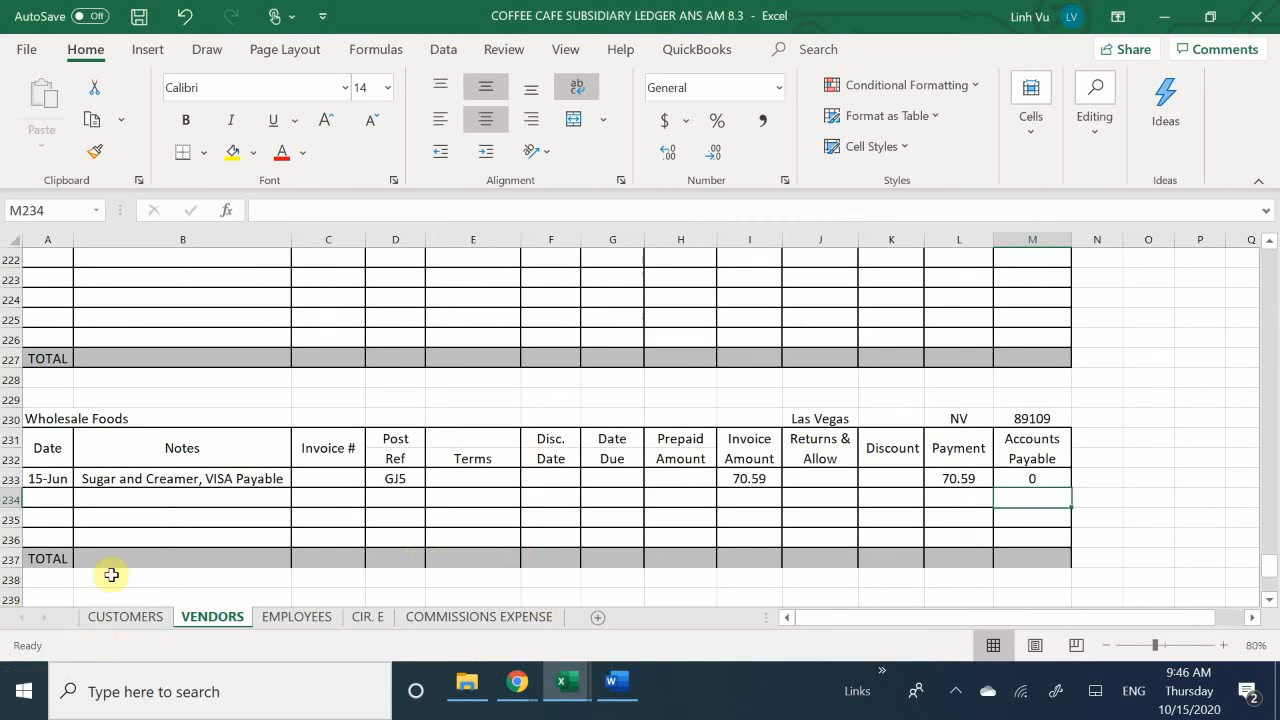 AutoSave Off COFFEE CAFE SUBSIDIARY LEDGER ANS AM 8.3 - Excel Linh Vu LV
File Home Insert Draw Page Layout Formulas Data Review View Help QuickBooks Search Share Comments
Paste
Calibri 14
B I U A A
A
ab
General
$ % ,
Conditional Formatting
Format as Table
Cell Styles
Cells
Editing
Ideas
Clipboard Font Alignment Number Styles Ideas
M234 fx
A B C D E F G H I J K L M N O P Q
222
223
224
225
226
227 TOTAL
228
229
230 Wholesale Foods Las Vegas NV 89109
231 Post Disc. Date Prepaid Invoice Returns & Accounts
Date Notes Invoice # Discount Payment
232 Ref Terms Date Due Amount Amount Allow Payable
233 15-Jun Sugar and Creamer, VISA Payable GJ5 70.59 70.59 0
234
235
236
237 TOTAL
238
239
CUSTOMERS VENDORS EMPLOYEES CIR. E COMMISSIONS EXPENSE
Ready 80%
Type here to search
Links
ENG
9:46 AM
Thursday
10/15/2020
2